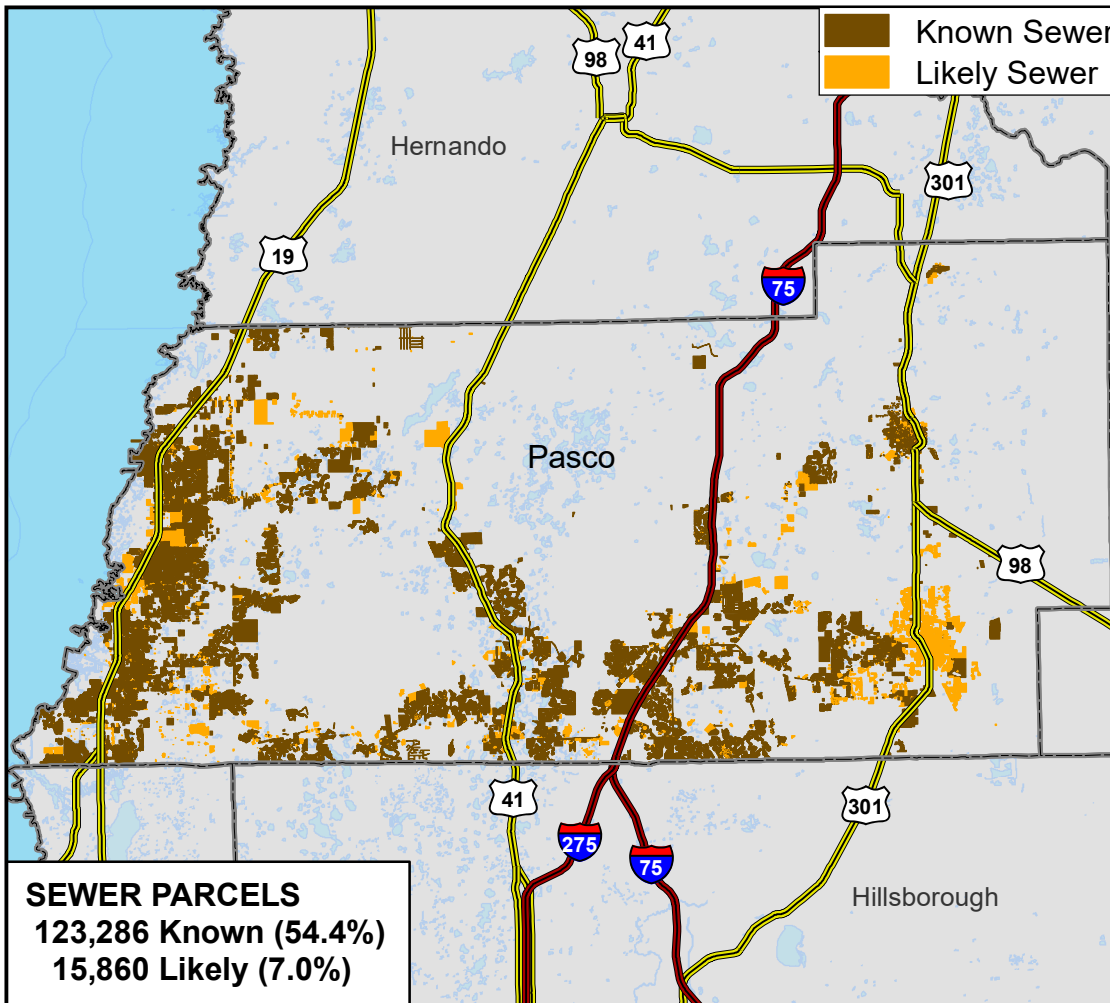 Known Sewer
Likely Sewer
41
98
Hernando
301
19
75
Pasco
98
41
301
275
75
Hillsborough
SEWER PARCELS
123,286 Known (54.4%)
15,860 Likely (7.0%)